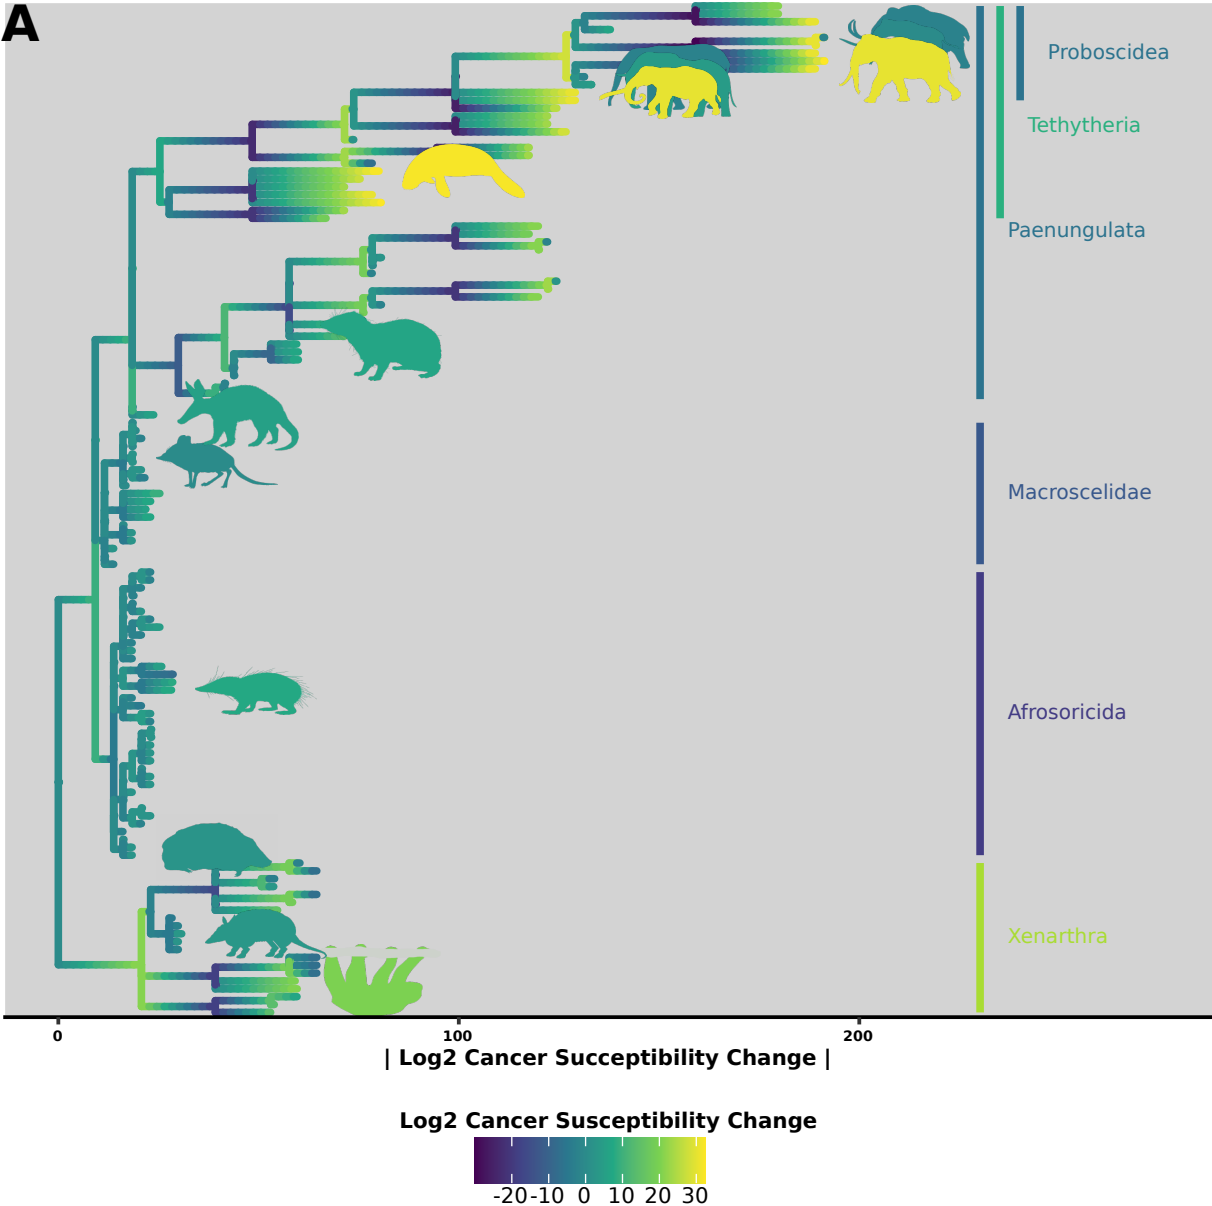 A
Proboscidea
Tethytheria
Paenungulata
Macroscelidae
Afrosoricida
Xenarthra
0 100 200
| Log2 Cancer Succeptibility Change |
Log2 Cancer Susceptibility Change
-20 -10 0 10 20 30